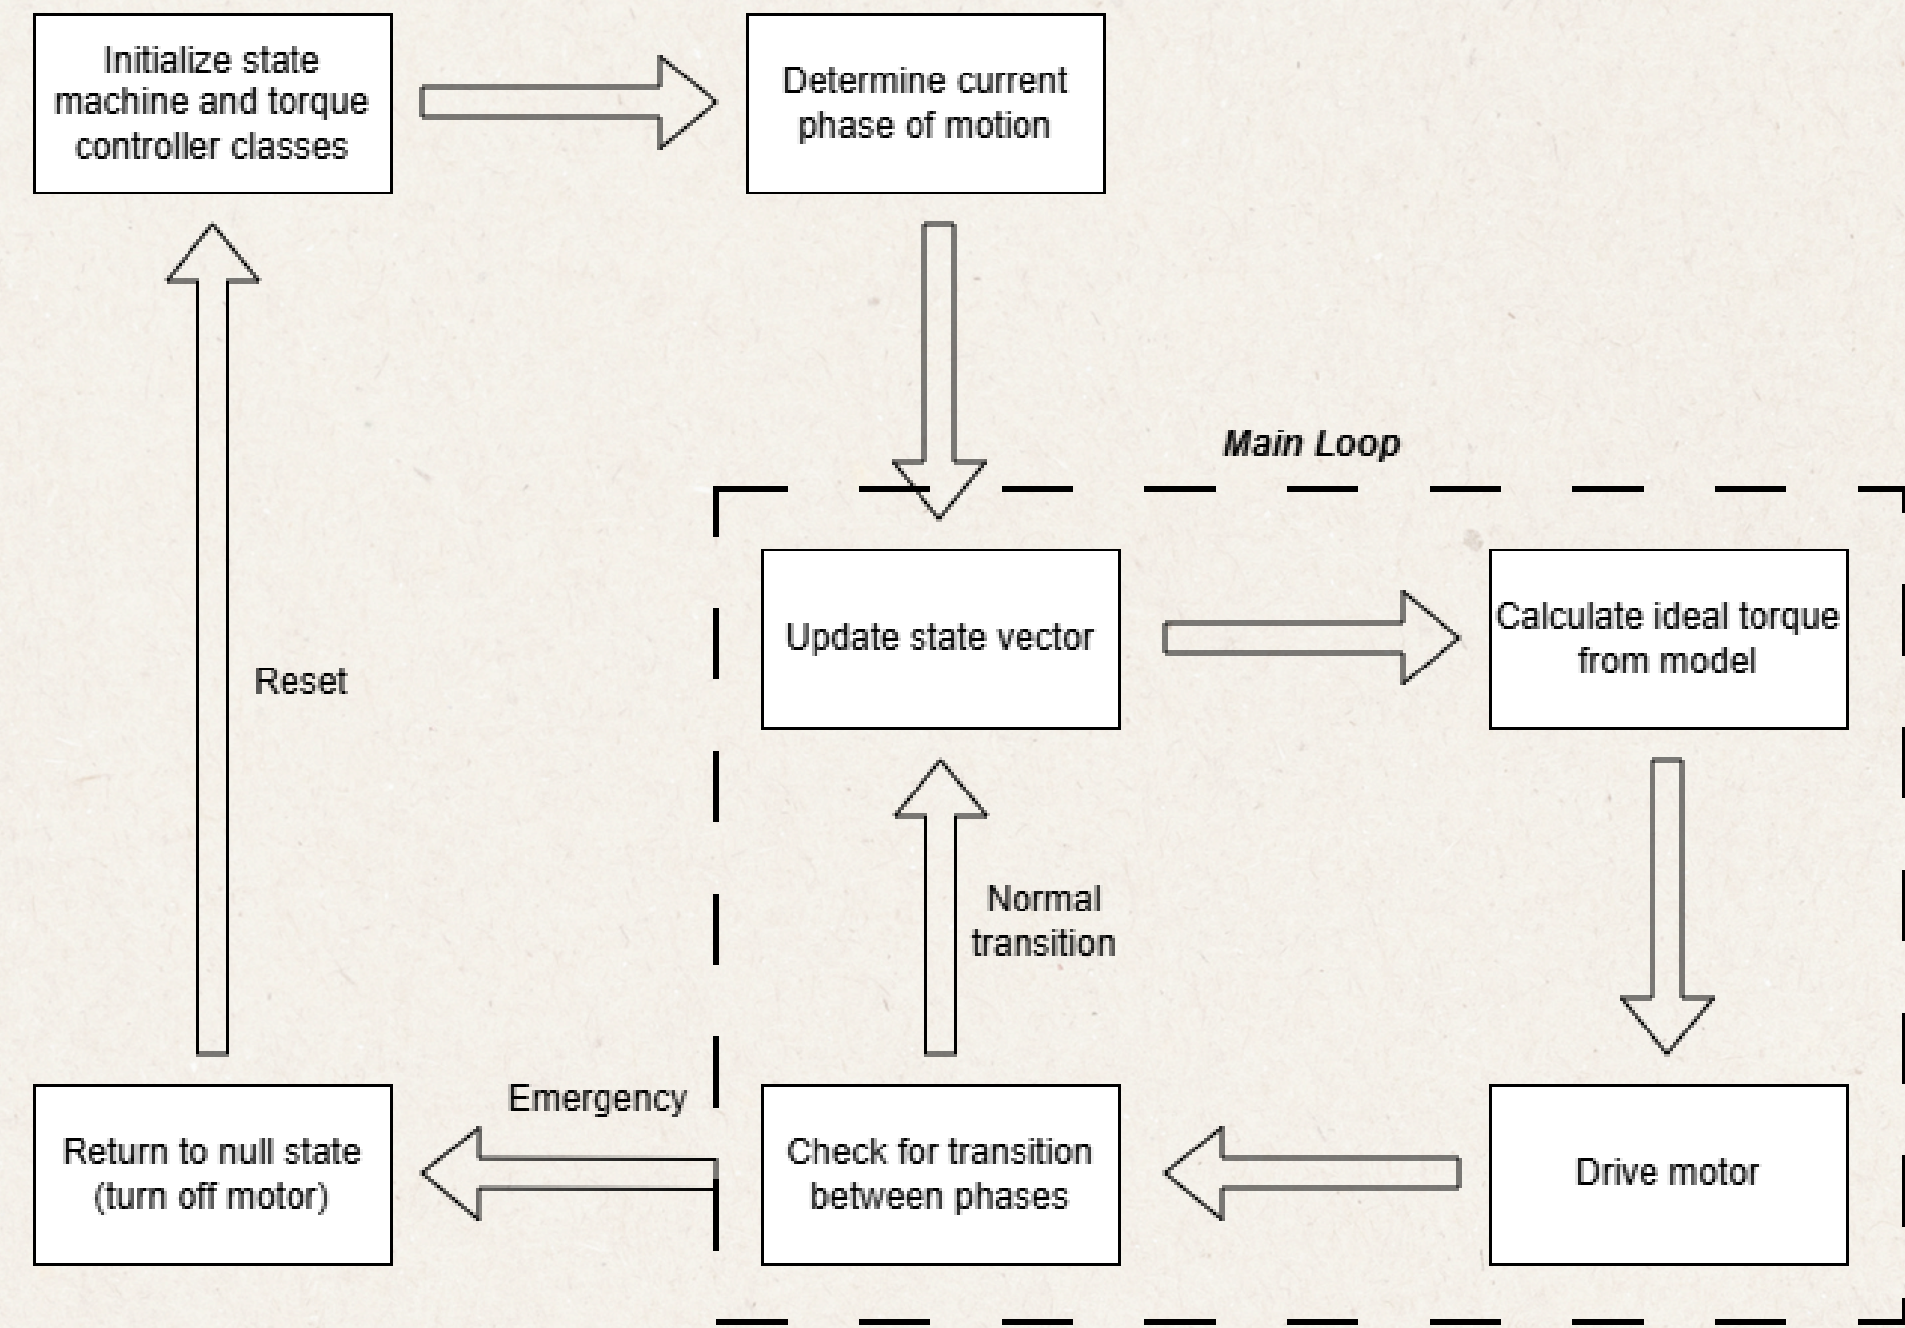 Initialize state
machine and torque
controller classes
Determine current
phase of motion
Main Loop
Update state vector
Calculate ideal torque
from model
Reset
Normal
transition
Emergency
Return to null state
(turn off motor)
Check for transition
between phases
Drive motor